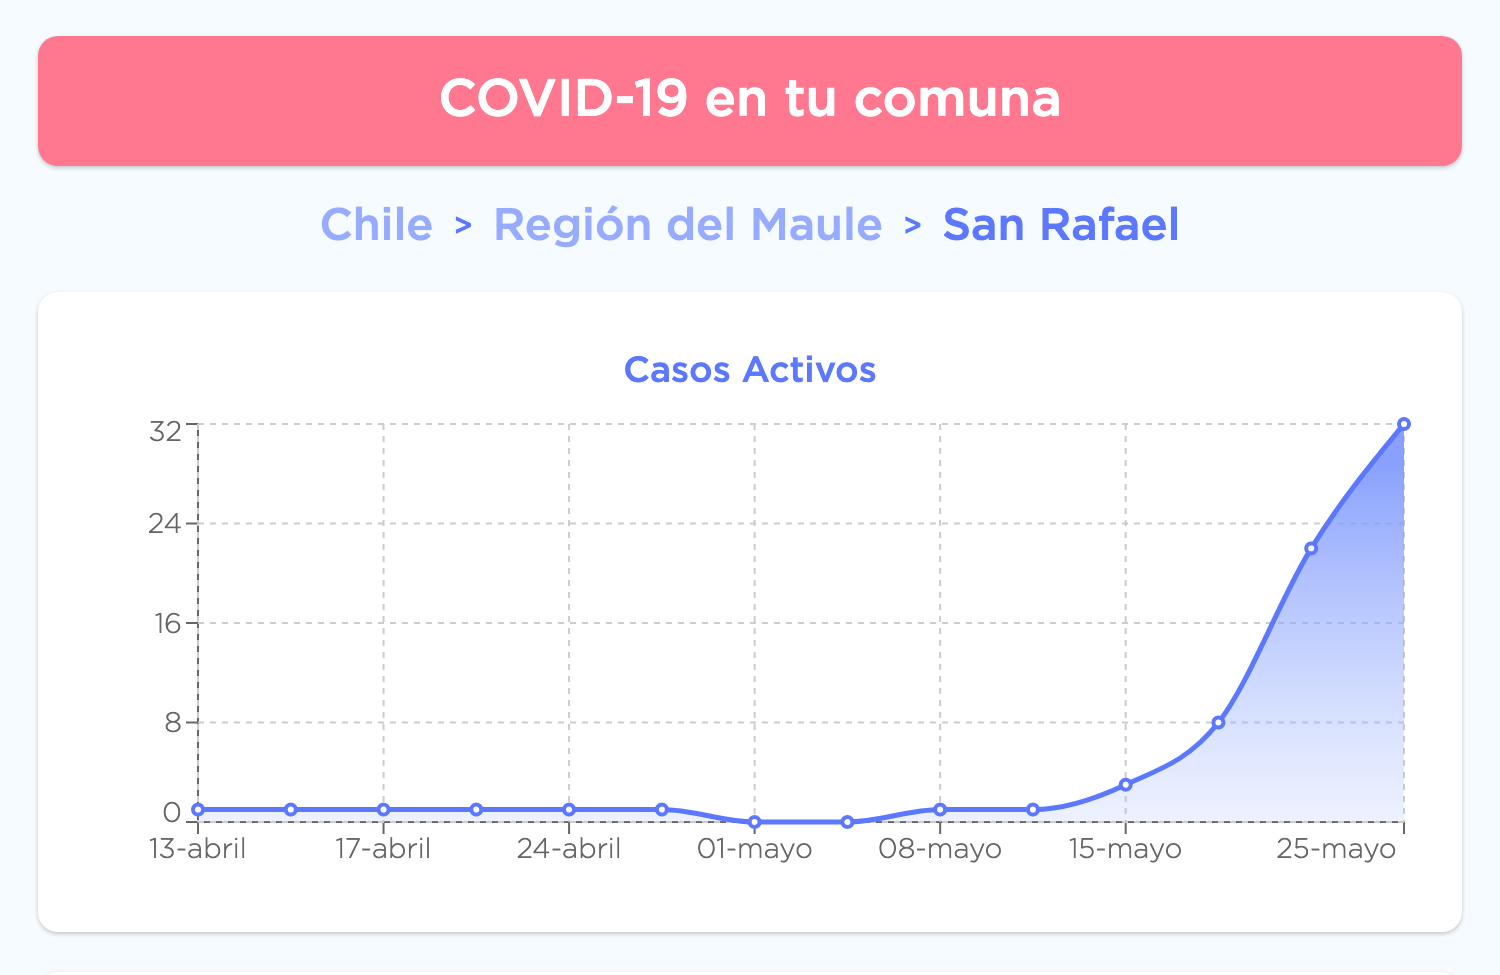 COVID-19 en tu comuna
Chile > Región del Maule > San Rafael
Casos Activos
32
24
16
8
0
13-abril 17-abril 24-abril 01-mayo 08-mayo 15-mayo 25-mayo